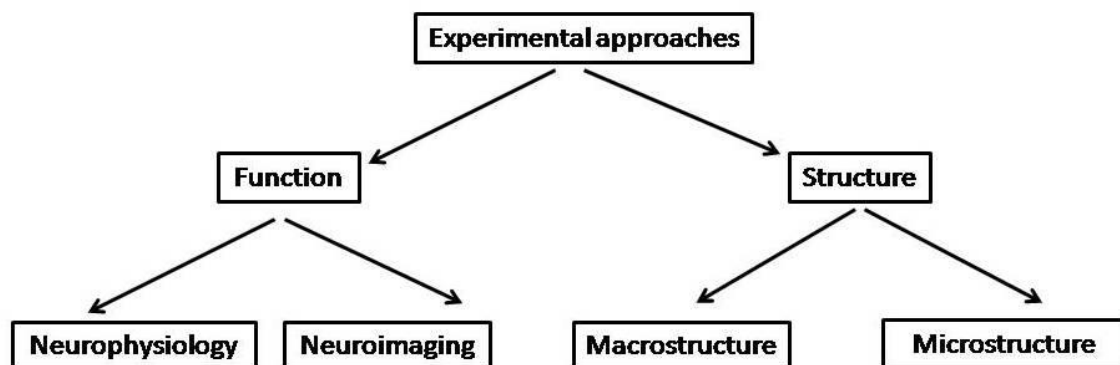 Experimental approaches
Function
Structure
Neurophysiology
Neuroimaging
Macrostructure
Microstructure